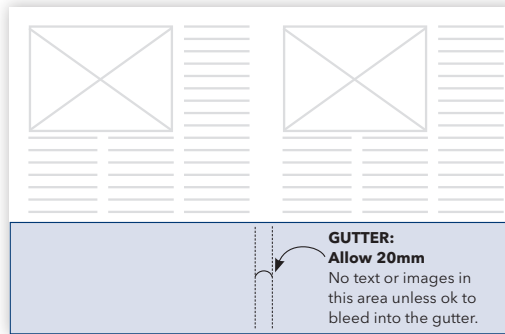 GUTTER:
Allow 20mm
No text or images in
this area unless ok to
bleed into the gutter.